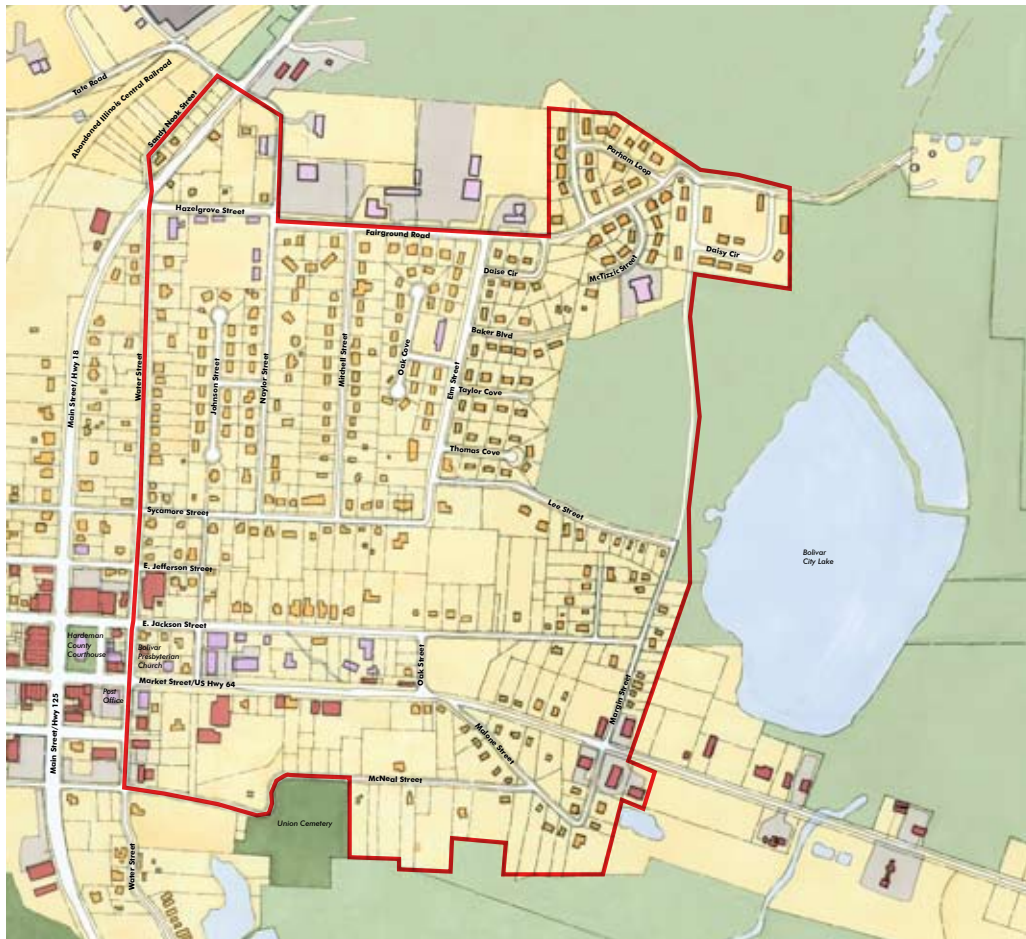 Tate Road
Abandoned Illinois Central Railroad
Sandy Nook Street
Parham Loop
Hazelgrove Street
Fairground Road
Daisy Cir
Daise Cir
McTizzic Street
Baker Blvd
Main Street/ Hwy 18
Water Street
Johnson Street
Naylor Street
Mitchell Street
Oak Cove
Elm Street
Taylor Cove
Thomas Cove
Lee Street
Sycamore Street
Bolivar
City Lake
E. Jefferson Street
E. Jackson Street
Hardeman
County
Courthouse
Bolivar
Presbyterian
Church
Oak Street
Market Street/US Hwy 64
Post
Office
Margin Street
Main Street/Hwy 125
Malone Street
McNeal Street
Union Cemetery
Water Street